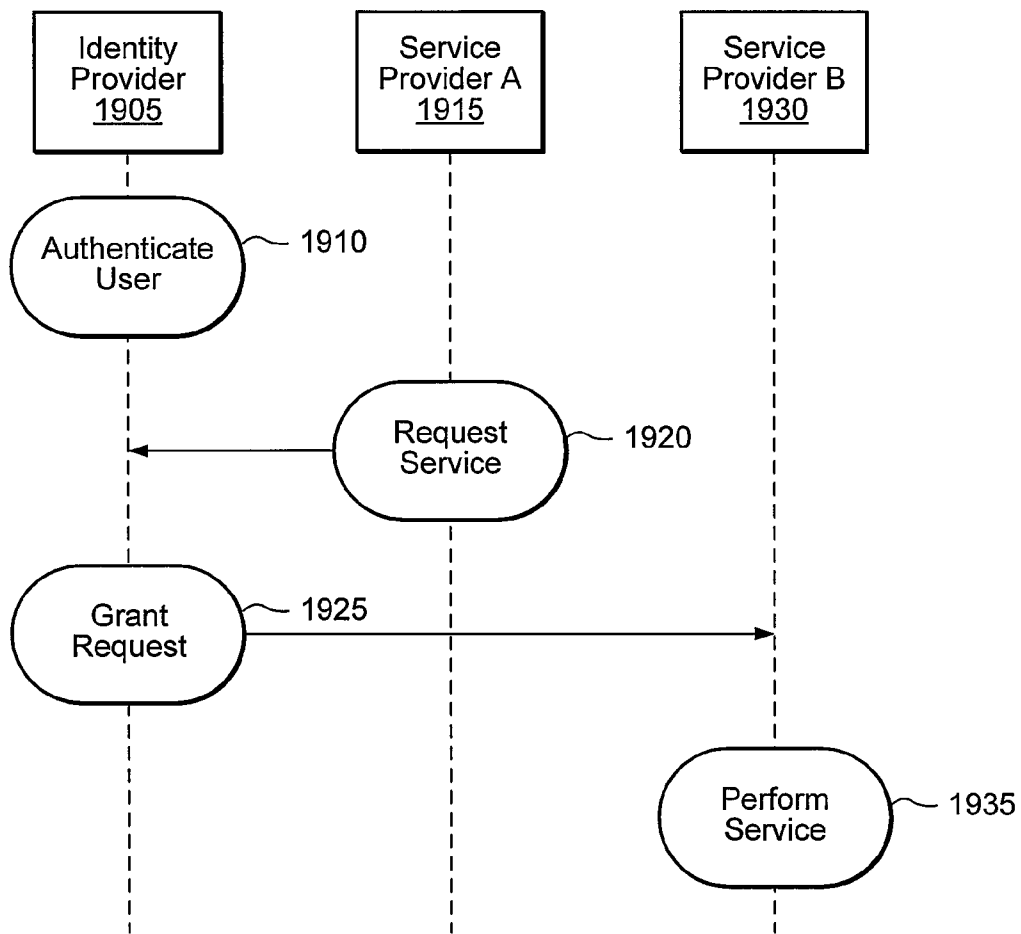 Identity
Provider
1905
Service
Provider A
1915
Service
Provider B
1930
Authenticate
User
1910
Request
Service
1920
Grant
Request
1925
Perform
Service
1935